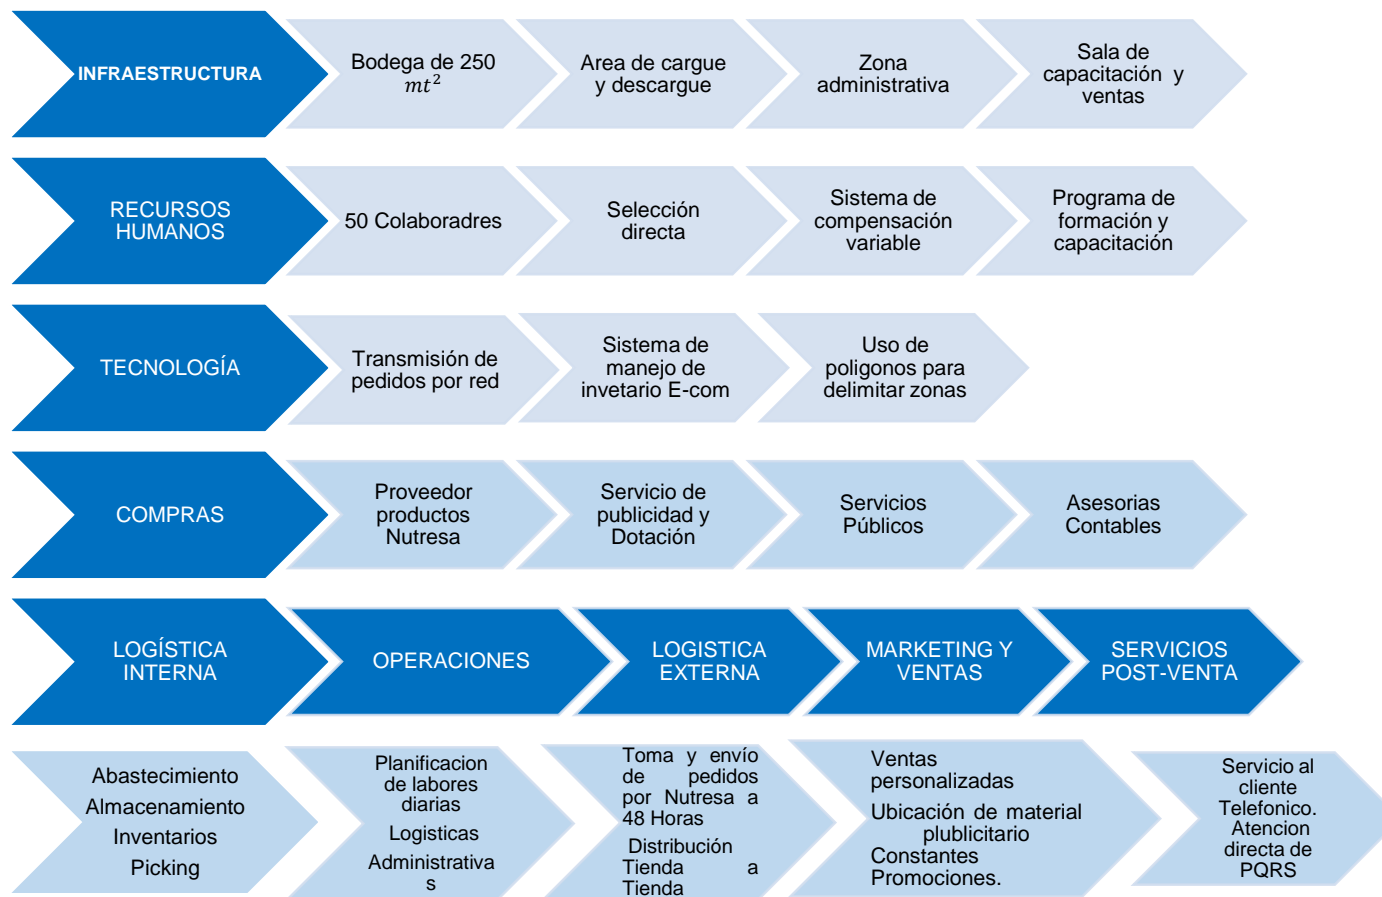 INFRAESTRUCTURA
Bodega de 250
mt²
Area de cargue
y descargue
Zona
administrativa
Sala de
capacitación y
ventas
RECURSOS
HUMANOS
50 Colaboradres
Selección
directa
Sistema de
compensación
variable
Programa de
formación y
capacitación
TECNOLOGÍA
Transmisión de
pedidos por red
Sistema de
manejo de
invetario E-com
Uso de
poligonos para
delimitar zonas
COMPRAS
Proveedor
productos
Nutresa
Servicio de
publicidad y
Dotación
Servicios
Públicos
Asesorias
Contables
LOGÍSTICA
INTERNA
OPERACIONES
LOGISTICA
EXTERNA
MARKETING Y
VENTAS
SERVICIOS
POST-VENTA
Abastecimiento
Almacenamiento
Inventarios
Picking
Planificacion
de labores
diarias
Logisticas
Administrativa
s
Toma y envío
de pedidos
por Nutresa a
48 Horas
Distribución
Tienda a
Tienda
Ventas
personalizadas
Ubicación de material
plublicitario
Constantes
Promociones.
Servicio al
cliente
Telefonico.
Atencion
directa de
PQRS